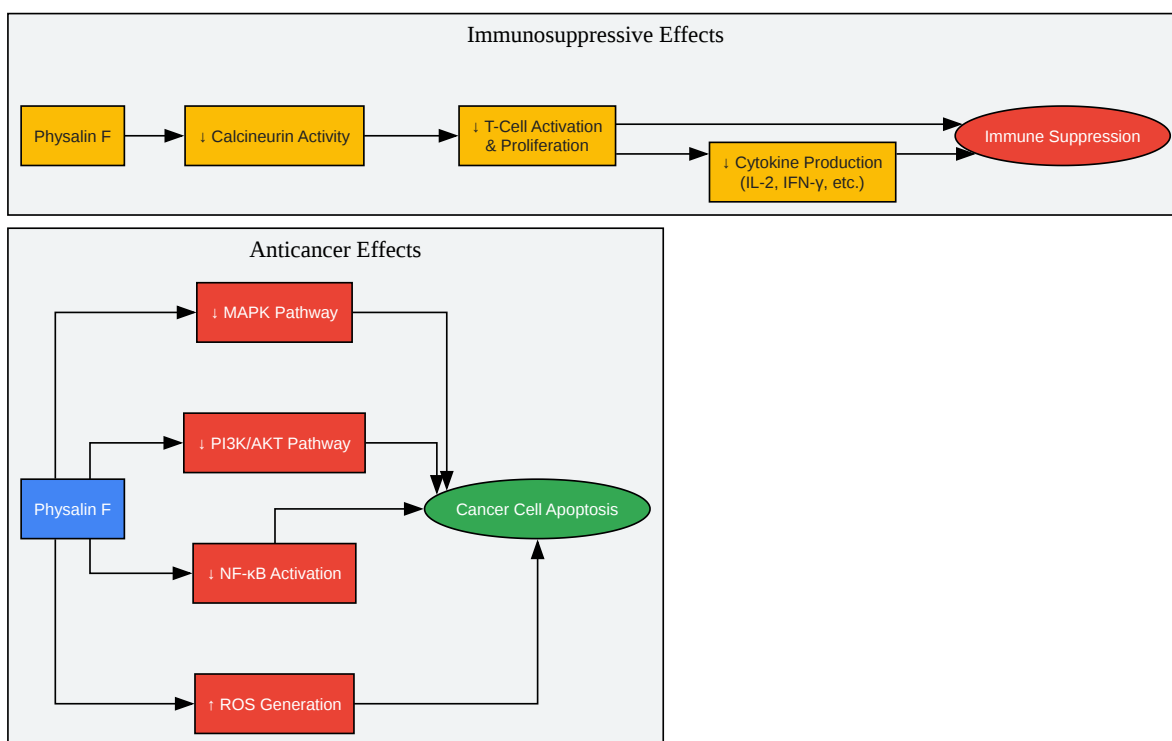 Immunosuppressive Effects
Physalin F
↓ Calcineurin Activity
↓ T-Cell Activation
& Proliferation
↓ Cytokine Production
(IL-2, IFN-γ, etc.)
Immune Suppression
Anticancer Effects
↓ MAPK Pathway
↓ PI3K/AKT Pathway
Physalin F
Cancer Cell Apoptosis
↓ NF-κB Activation
↑ ROS Generation